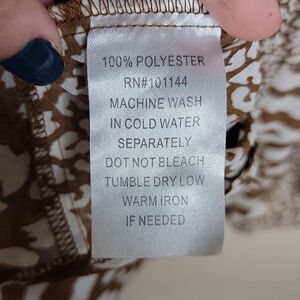 100% POLYESTER
RN#101144
MACHINE WASH
IN COLD WATER
SEPARATELY
DOT NOT BLEACH
TUMBLE DRY LOW
WARM IRON
IF NEEDED